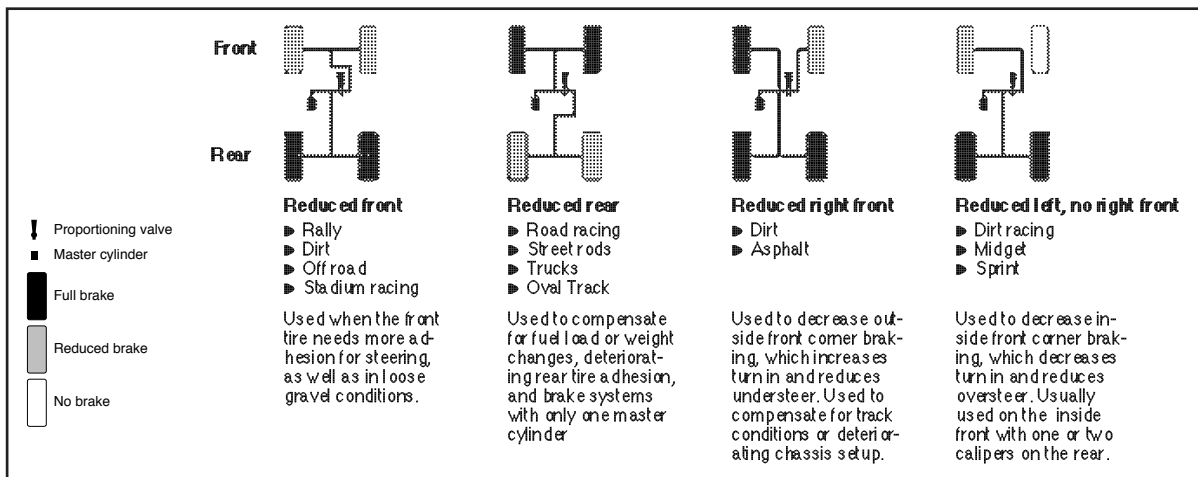 Front
Rear
Proportioning valve
Master cylinder
Full brake
Reduced brake
No brake
Reduced front
Rally
Dirt
Off road
Stadium racing
Used when the front
tire needs more ad-
hesion for steering,
as well as in loose
gravel conditions.
Reduced rear
Road racing
Street rods
Trucks
Oval Track
Used to compensate
for fuel load or weight
changes, deteriorat-
ing rear tire adhesion,
and brake systems
with only one master
cylinder
Reduced right front
Dirt
Asphalt
Used to decrease out-
side front corner brak-
ing, which increases
turn in and reduces
understeer. Used to
compensate for track
conditions or deterior-
ating chassis setup.
Reduced left, no right front
Dirt racing
Midget
Sprint
Used to decrease in-
side front corner brak-
ing, which decreases
turn in and reduces
oversteer. Usually
used on the inside
front with one or two
calipers on the rear.